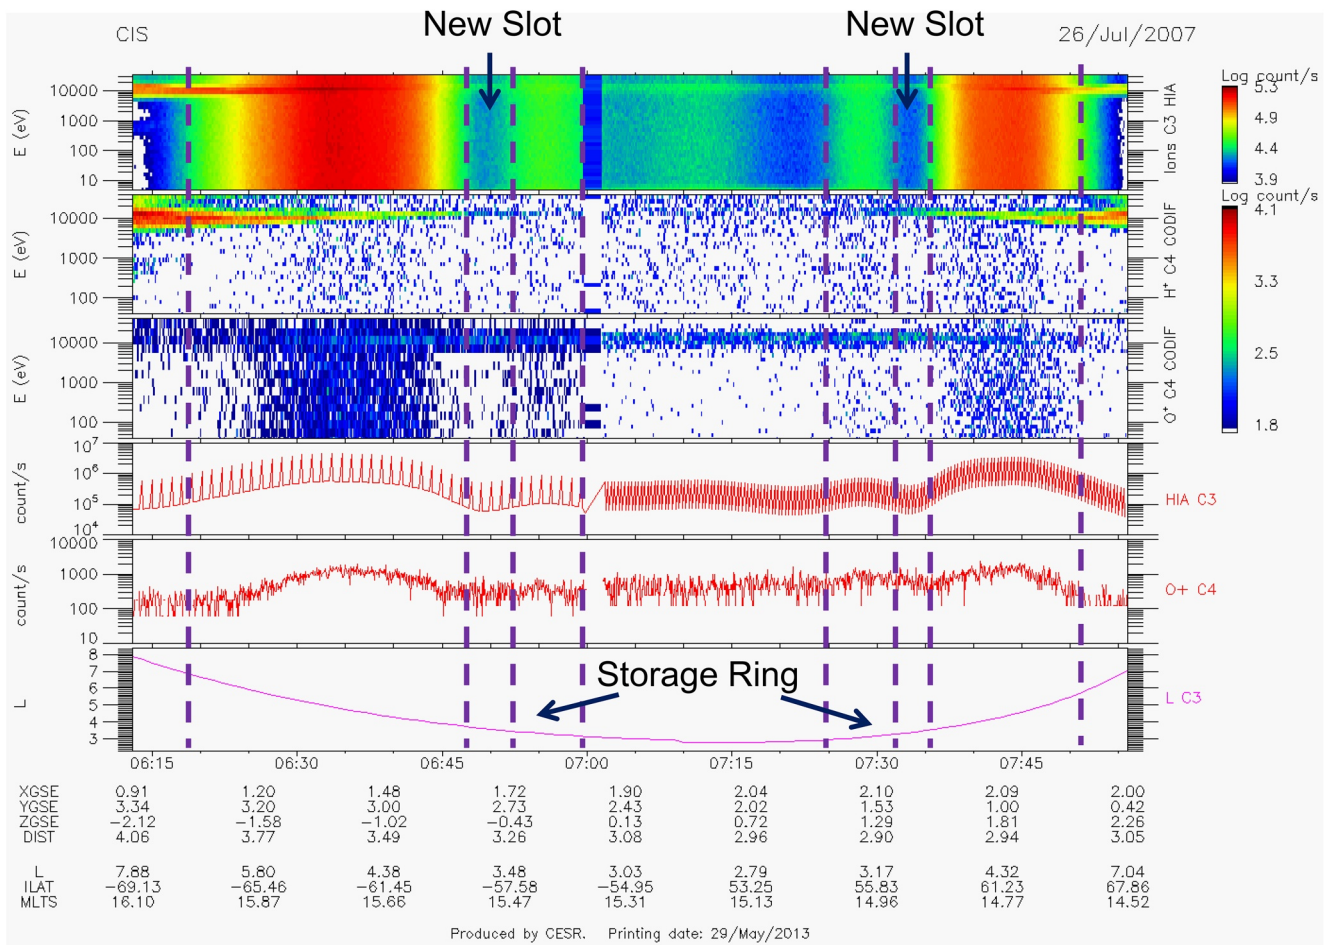 New Slot New Slot
CIS 26/Jul/2007
Log count/s
5.3
4.9
4.4
3.9
E (eV) 10000 1000 100 10 Ions C3 HIA
Log count/s
4.1
3.3
2.5
1.8
E (eV) 10000 1000 100 H⁺ C4 CODIF
E (eV) 10000 1000 100 O⁺ C4 CODIF
count/s 10⁷ 10⁶ 10⁵ 10⁴ HIA C3
count/s 10000 1000 100 10 O+ C4
L 8 7 6 5 4 3 L C3
Storage Ring
06:15 06:30 06:45 07:00 07:15 07:30 07:45
XGSE 0.91 1.20 1.48 1.72 1.90 2.04 2.10 2.09 2.00
YGSE 3.34 3.20 3.00 2.73 2.43 2.02 1.53 1.00 0.42
ZGSE −2.12 −1.58 −1.02 −0.43 0.13 0.72 1.29 1.81 2.26
DIST 4.06 3.77 3.49 3.26 3.08 2.96 2.90 2.94 3.05
L 7.88 5.80 4.38 3.48 3.03 2.79 3.17 4.32 7.04
ILAT −69.13 −65.46 −61.45 −57.58 −54.95 53.25 55.83 61.23 67.86
MLTS 16.10 15.87 15.66 15.47 15.31 15.13 14.96 14.77 14.52
Produced by CESR. Printing date: 29/May/2013